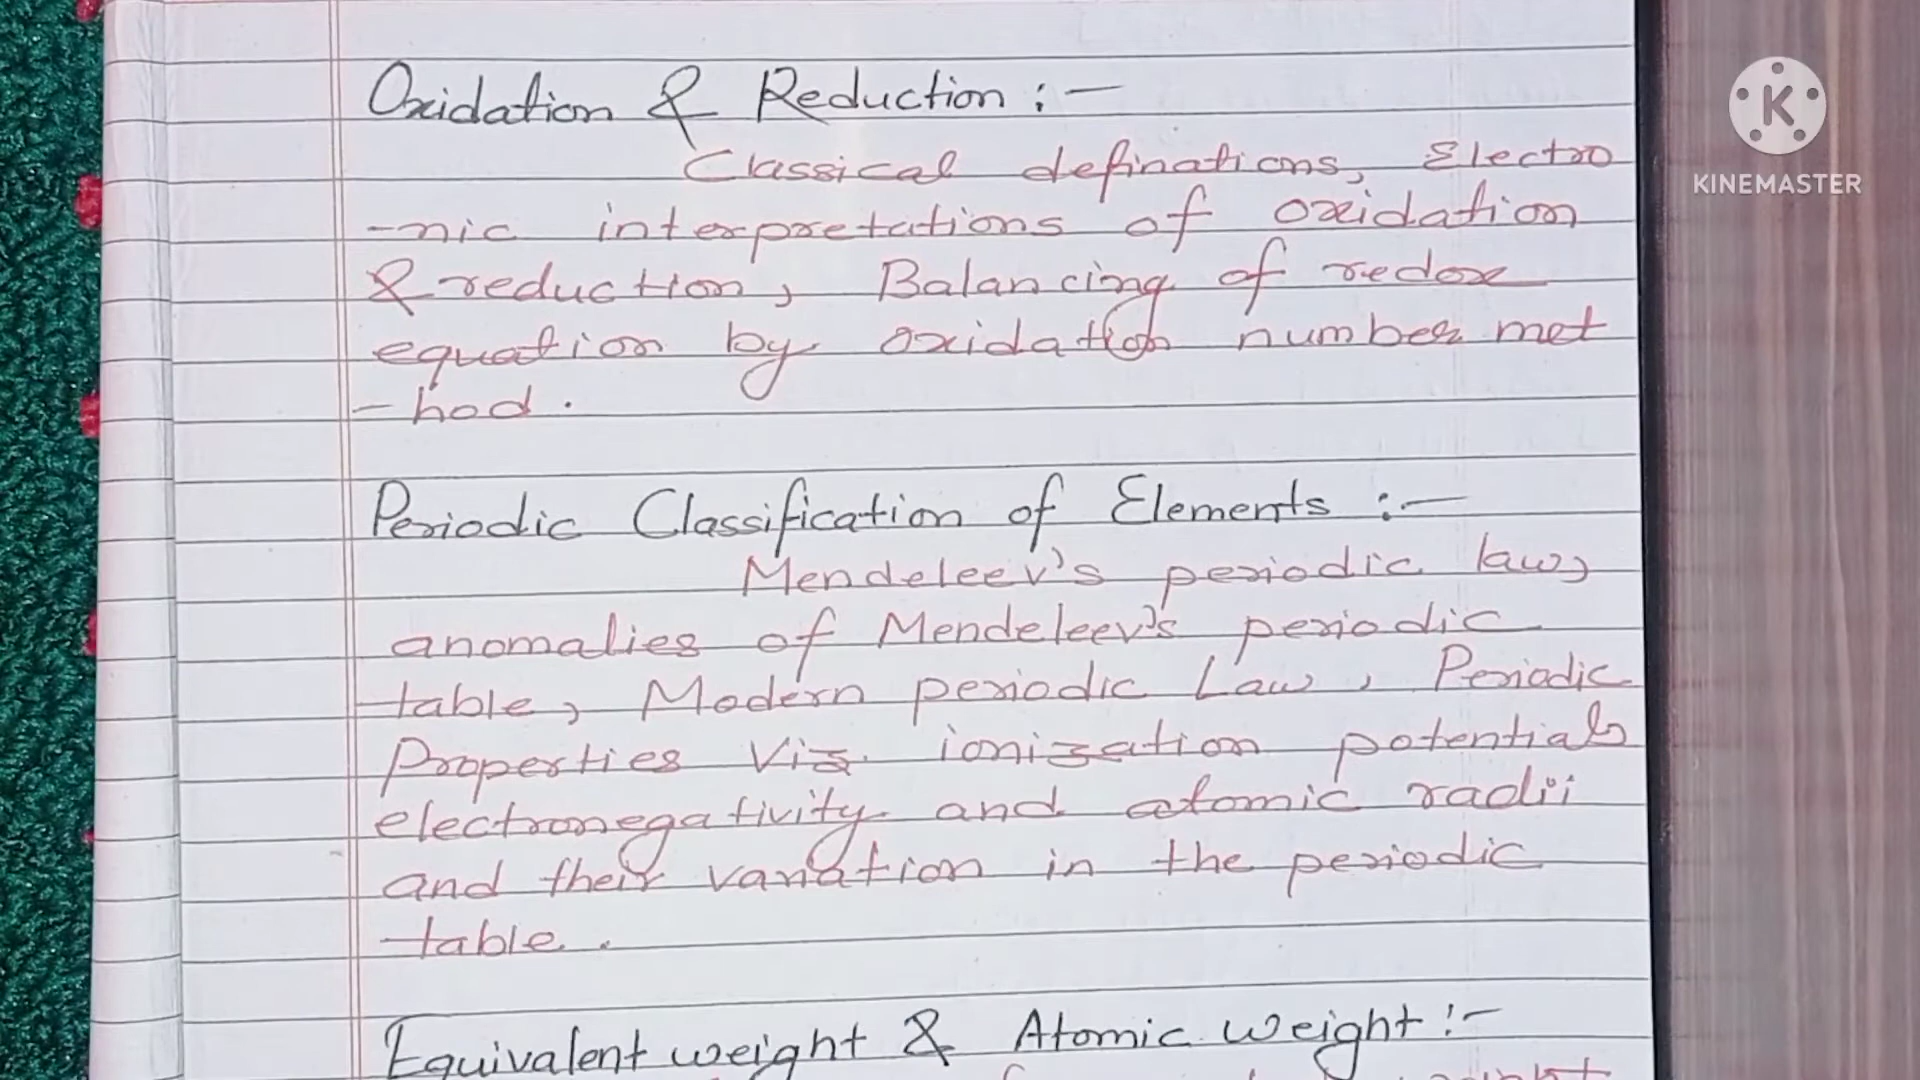 Oxidation & Reduction :-
Classical definations, Electro
-nic interpretations of oxidation
& reduction, Balancing of redox
equation by oxidation number met
-hod.
Periodic Classification of Elements :-
Mendeleev's periodic law,
anomalies of Mendeleev's periodic
table, Modern periodic Law, Periodic
Properties Viz. ionization potentials
electronegativity and atomic radii
and their variation in the periodic
table.
Equivalent weight & Atomic weight :-
K
KINEMASTER